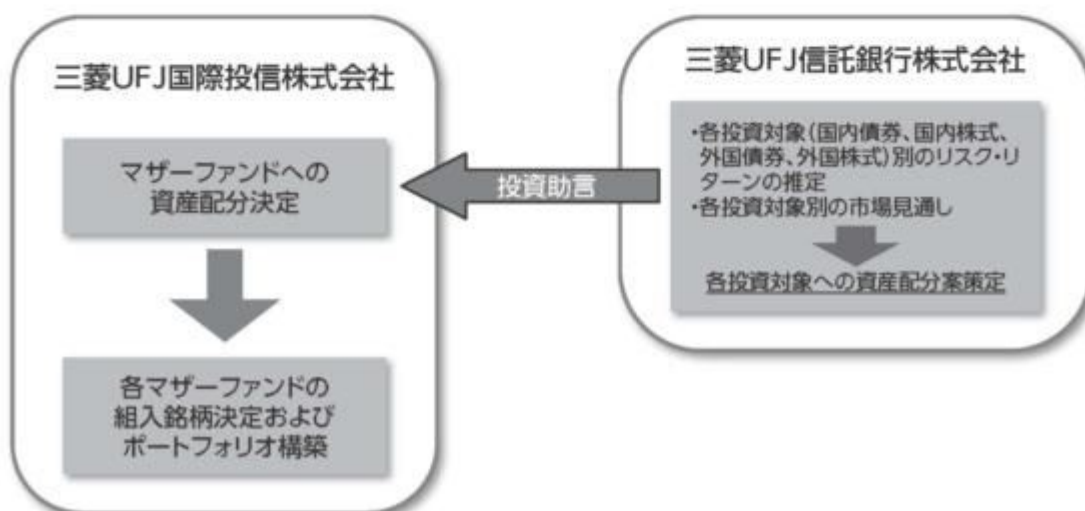 三菱UFJ国際投信株式会社
マザーファンドへの
資産配分決定
各マザーファンドの
組入銘柄決定および
ポートフォリオ構築
投資助言
三菱UFJ信託銀行株式会社
・各投資対象(国内債券、国内株式、
外国債券、外国株式)別のリスク・リ
ターンの推定
・各投資対象別の市場見通し
各投資対象への資産配分案策定